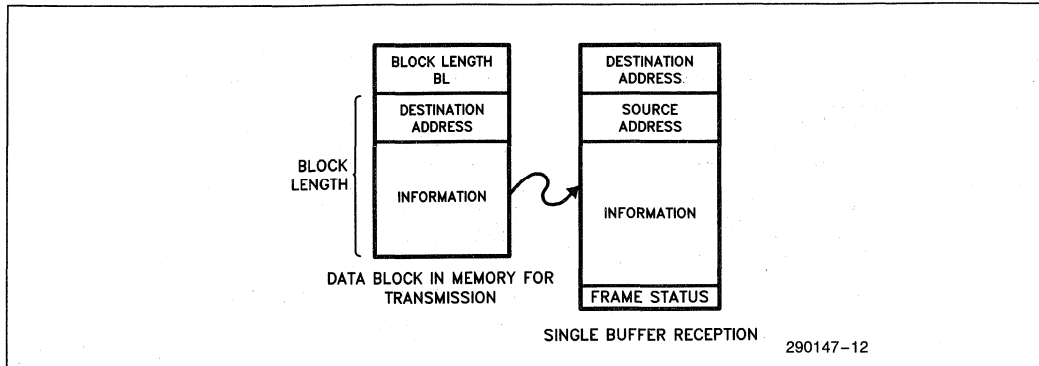 BLOCK LENGTH
BL
DESTINATION
ADDRESS
INFORMATION
BLOCK
LENGTH
DATA BLOCK IN MEMORY FOR
TRANSMISSION
DESTINATION
ADDRESS
SOURCE
ADDRESS
INFORMATION
FRAME STATUS
SINGLE BUFFER RECEPTION
290147-12